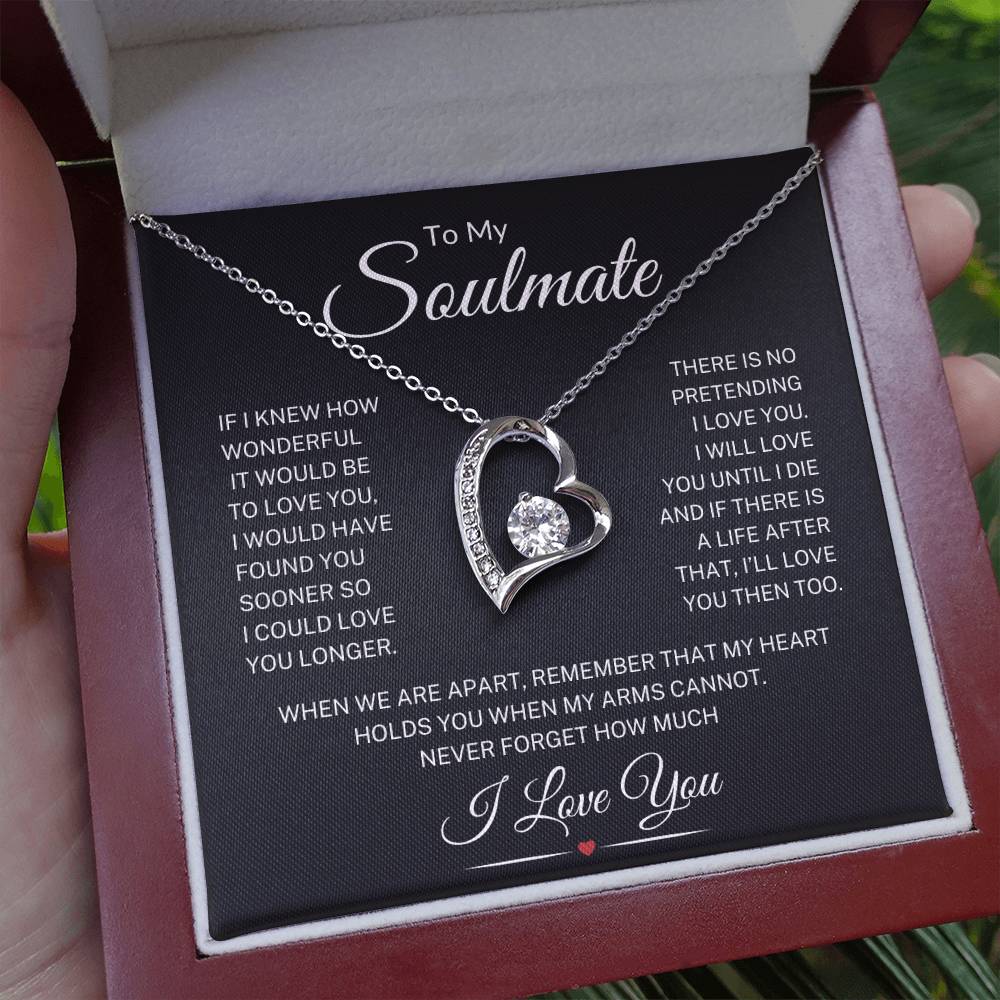 To My
Soulmate
IF I KNEW HOW
WONDERFUL
IT WOULD BE
TO LOVE YOU,
I WOULD HAVE
FOUND YOU
SOONER SO
I COULD LOVE
YOU LONGER.
THERE IS NO
PRETENDING
I LOVE YOU.
I WILL LOVE
YOU UNTIL I DIE
AND IF THERE IS
A LIFE AFTER
THAT, I'LL LOVE
YOU THEN TOO.
WHEN WE ARE APART, REMEMBER THAT MY HEART
HOLDS YOU WHEN MY ARMS CANNOT.
NEVER FORGET HOW MUCH
I Love You